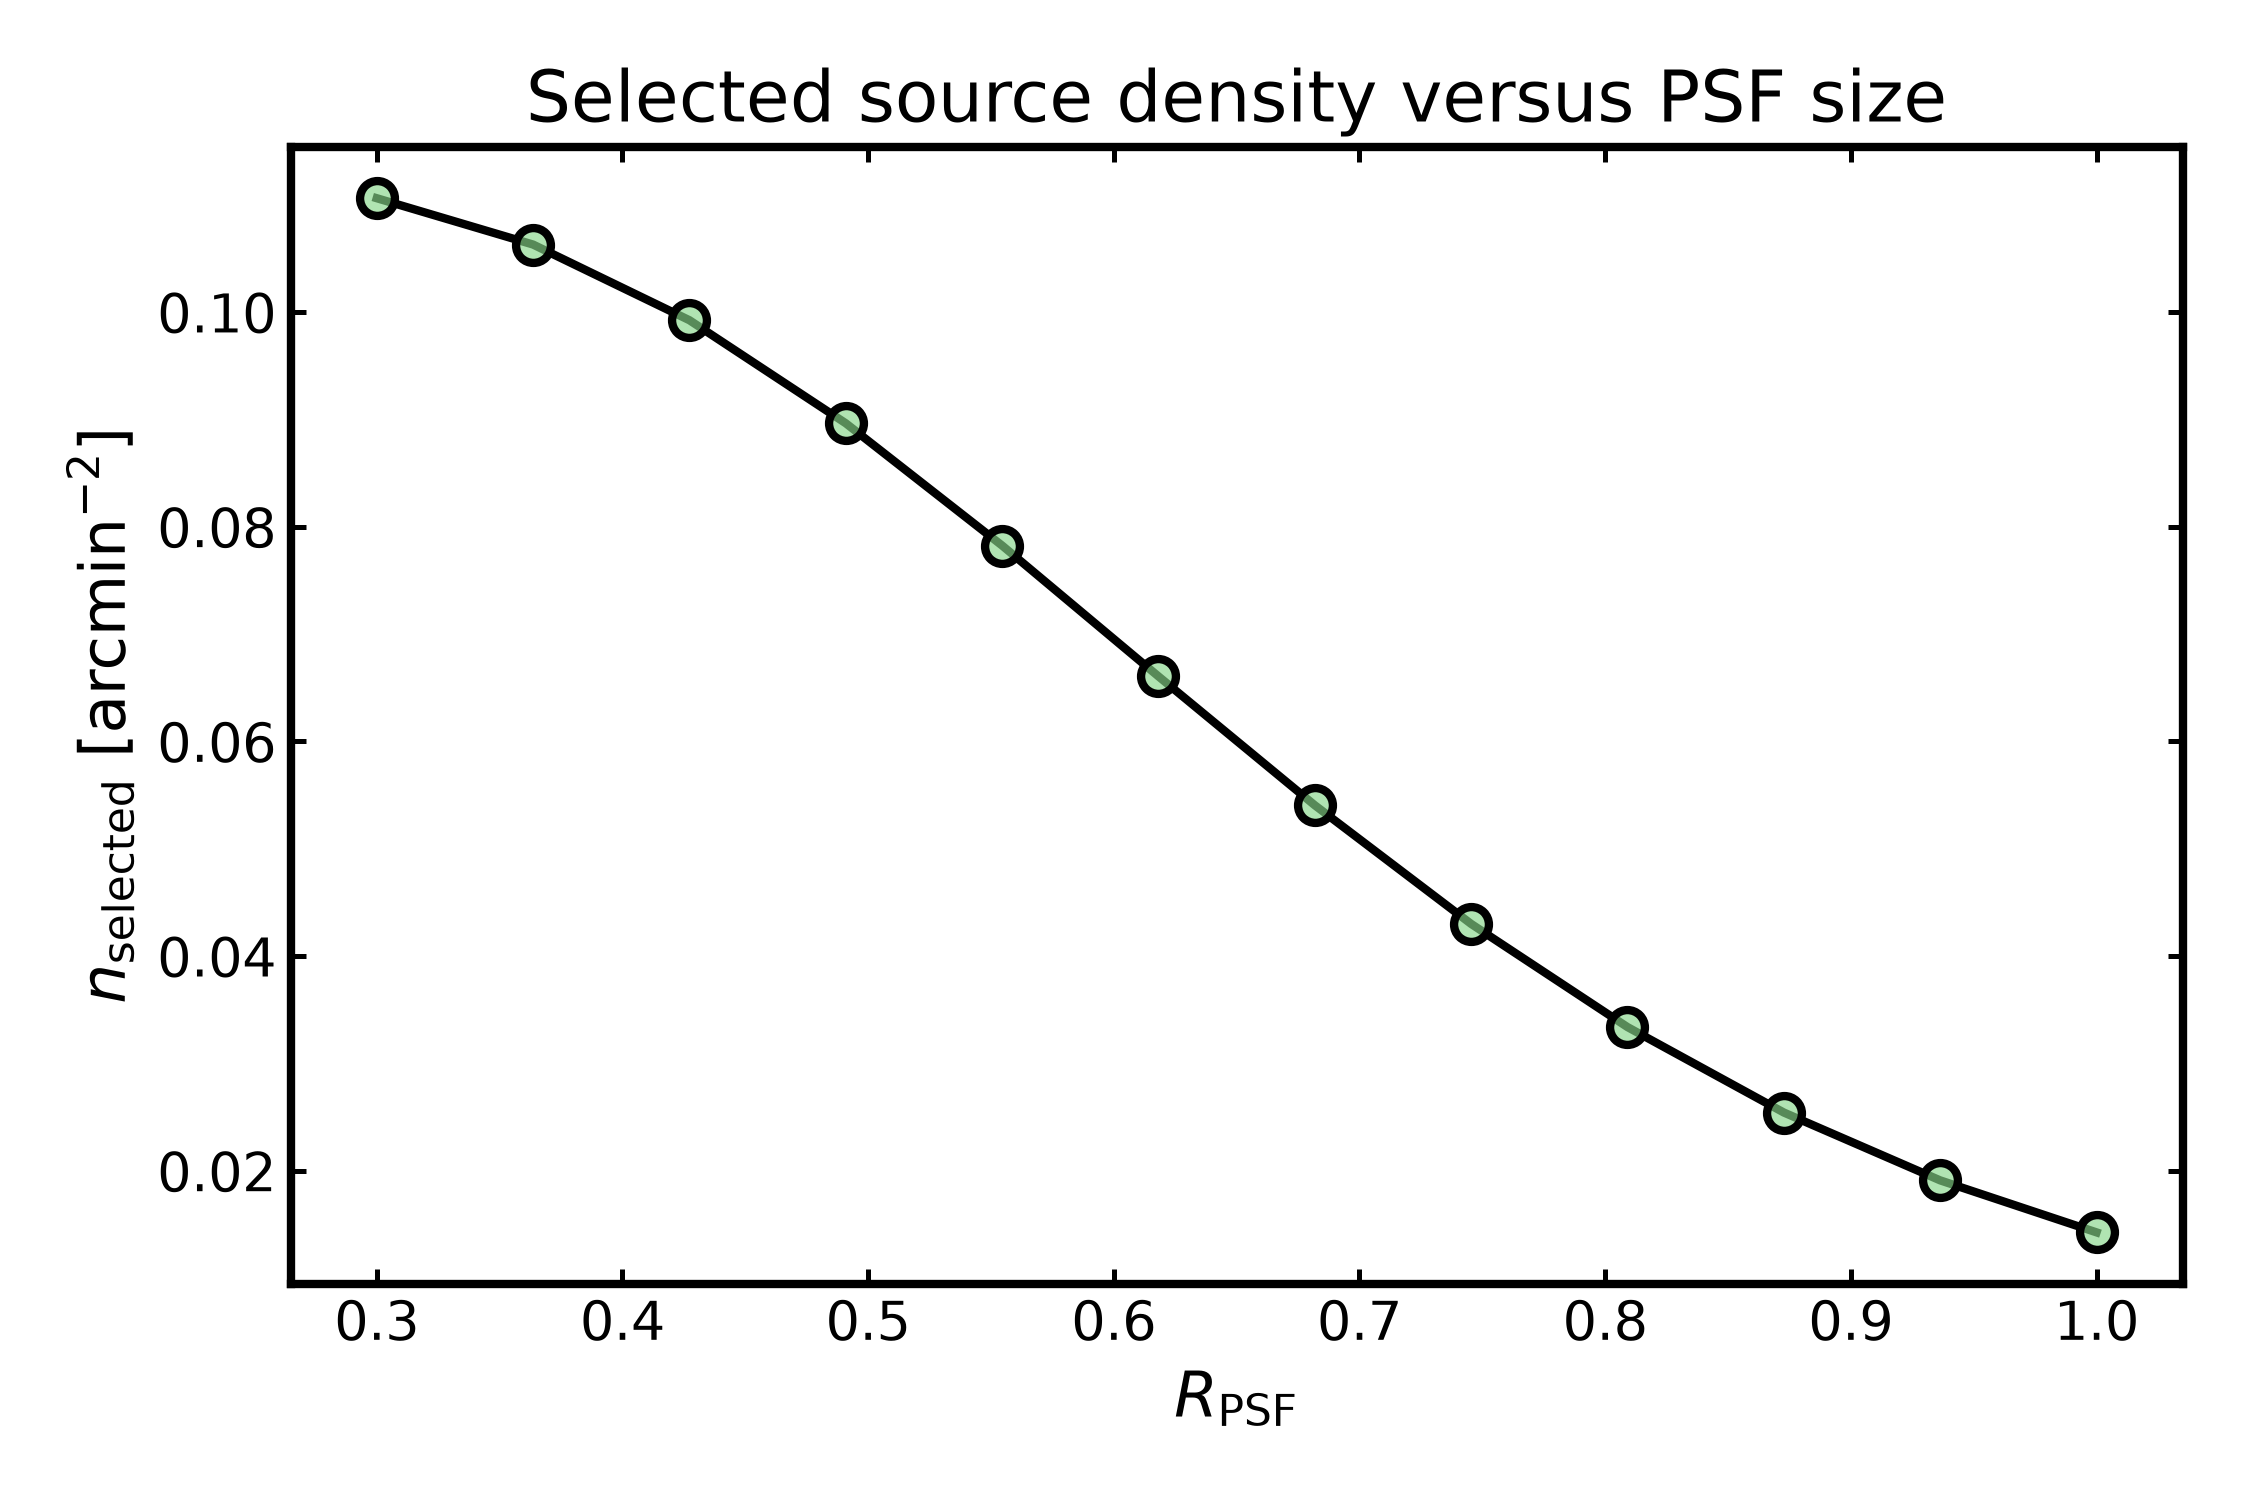 Selected source density versus PSF size
n_selected [arcmin⁻²]
0.10
0.08
0.06
0.04
0.02
0.3 0.4 0.5 0.6 0.7 0.8 0.9 1.0
R_PSF